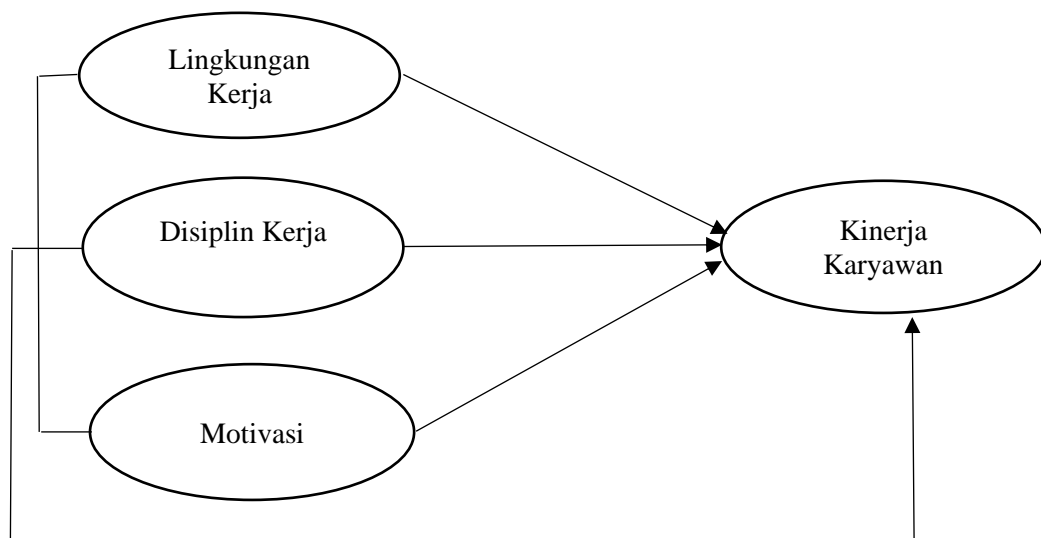 Lingkungan
Kerja
Disiplin Kerja
Kinerja
Karyawan
Motivasi